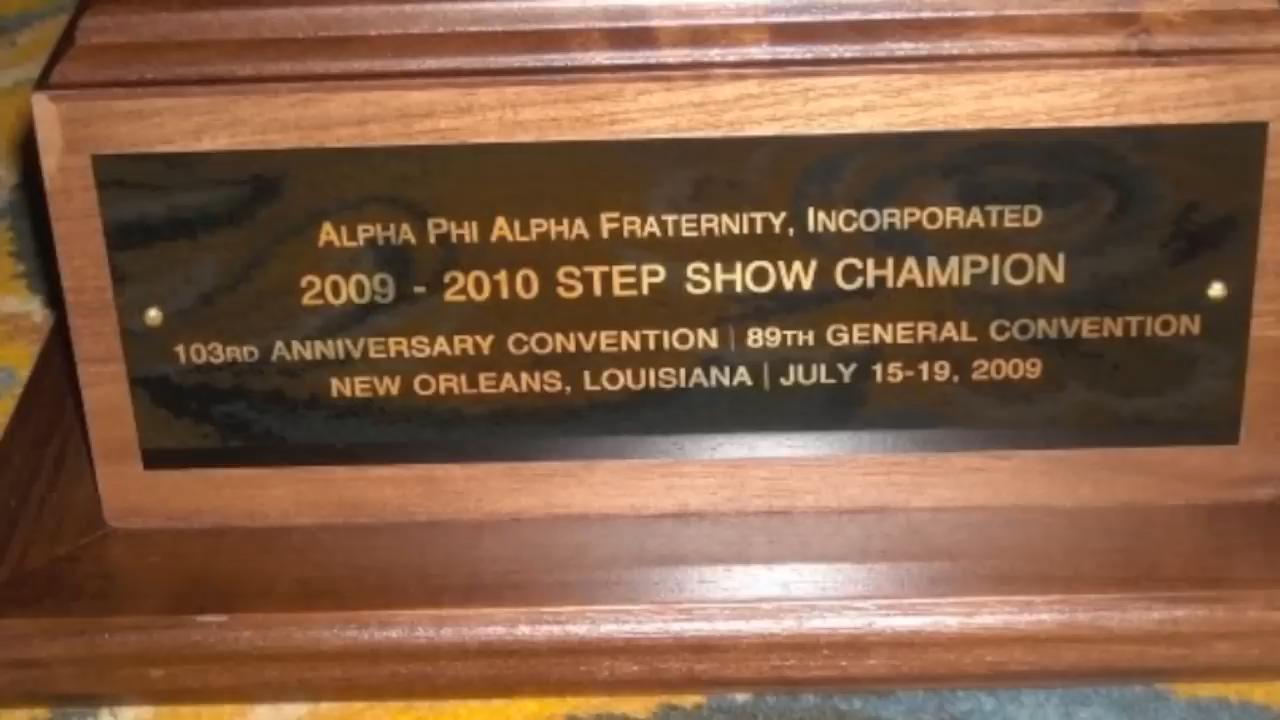 ALPHA PHI ALPHA FRATERNITY, INCORPORATED
2009 - 2010 STEP SHOW CHAMPION
103RD ANNIVERSARY CONVENTION | 89TH GENERAL CONVENTION
NEW ORLEANS, LOUISIANA | JULY 15-19, 2009